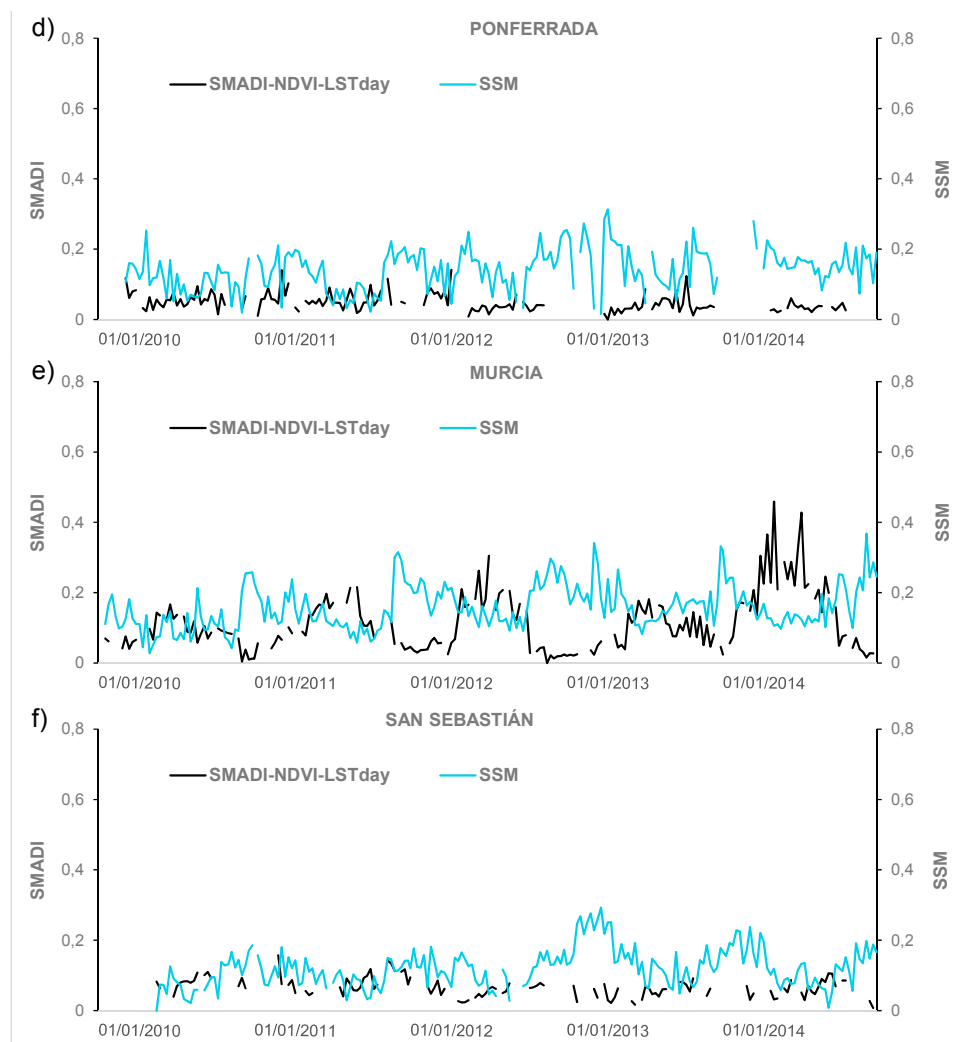 d)
PONFERRADA
0,8
0,8
SMADI-NDVI-LSTday
SSM
0,6
0,6
0,4
0,4
0,2
0,2
0
0
SMADI
SSM
01/01/2010
01/01/2011
01/01/2012
01/01/2013
01/01/2014
e)
MURCIA
0,8
0,8
SMADI-NDVI-LSTday
SSM
0,6
0,6
0,4
0,4
0,2
0,2
0
0
SMADI
SSM
01/01/2010
01/01/2011
01/01/2012
01/01/2013
01/01/2014
f)
SAN SEBASTIÁN
0,8
0,8
SMADI-NDVI-LSTday
SSM
0,6
0,6
0,4
0,4
0,2
0,2
0
0
SMADI
SSM
01/01/2010
01/01/2011
01/01/2012
01/01/2013
01/01/2014